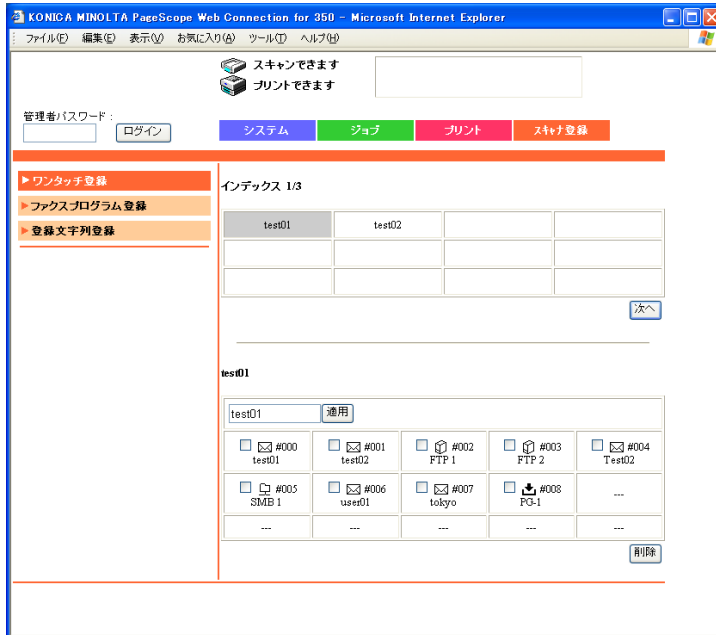 KONICA MINOLTA PageScope Web Connection for 350 - Microsoft Internet Explorer
ファイル(F) 編集(E) 表示(V) お気に入り(A) ツール(T) ヘルプ(H)
スキャンできます
プリントできます
管理者パスワード:
ログイン
システム ジョブ プリント スキャナ登録
ワンタッチ登録
ファクスプログラム登録
登録文字列登録
インデックス 1/3
test01 test02
次へ
test01
test01 適用
#000 #001 #002 #003 #004
test01 test02 FTP 1 FTP 2 Test02
#005 #006 #007 #008 ---
SMB 1 user01 tokyo PG-1
--- --- --- --- ---
削除